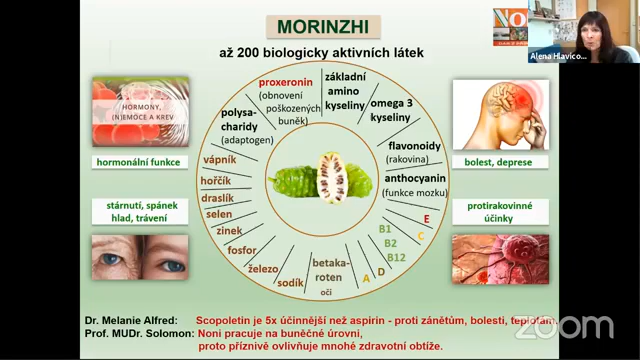 MORINZHI
No
Alena Hlavíco...
až 200 biologicky aktivních látek
proxeronin
(obnovení
poškozených
buněk)
základní
amino
kyseliny
omega 3
kyseliny
flavonoidy
(rakovina)
anthocyanin
(funkce mozku)
E
C
B1
B2
B12
D
A
betaka-
roten
oči
sodík
železo
fosfor
zinek
selen
draslík
hořčík
vápník
polysa-
charidy
(adaptogen)
HORMONY,
(N)EMOCE A KREV
hormonální funkce
stárnutí, spánek
hlad, trávení
bolest, deprese
protirakovinné
účinky
Dr. Melanie Alfred: Scopoletin je 5x účinnější než aspirin - proti zánětům, bolesti, teplotám.
Prof. MUDr. Solomon: Noni pracuje na buněčné úrovni,
proto příznivě ovlivňuje mnohé zdravotní obtíže.
zoom